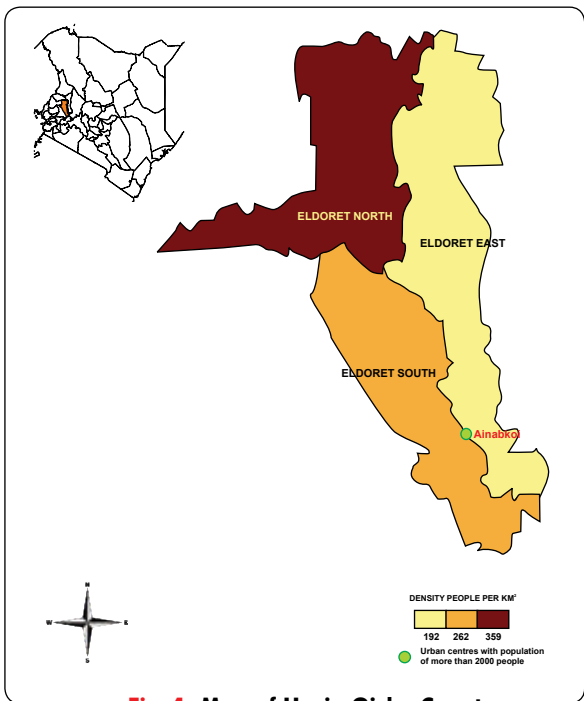 ELDORET NORTH
ELDORET EAST
ELDORET SOUTH
Ainabkoi
N
W E
S
DENSITY PEOPLE PER KM²
192 262 359
Urban centres with population
of more than 2000 people